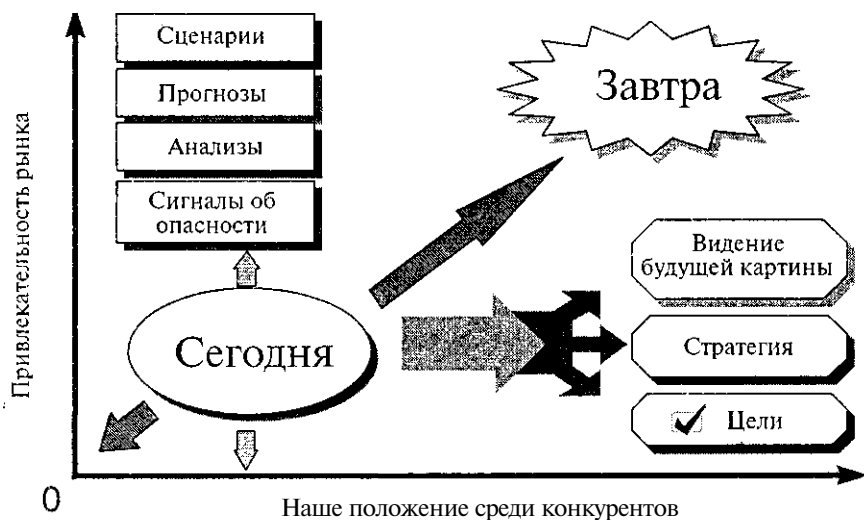 Сценарии
Прогнозы
Анализы
Сигналы об
опасности
Завтра
Привлекательность рынка
Сегодня
Видение
будущей картины
Стратегия
Цели
0
Наше положение среди конкурентов